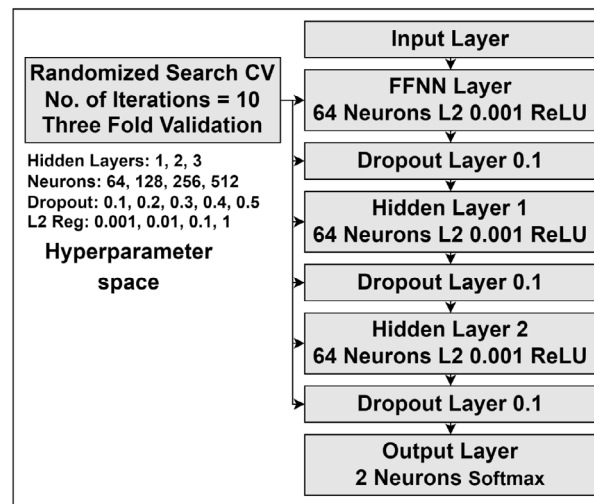 Randomized Search CV
No. of Iterations = 10
Three Fold Validation
Hidden Layers: 1, 2, 3
Neurons: 64, 128, 256, 512
Dropout: 0.1, 0.2, 0.3, 0.4, 0.5
L2 Reg: 0.001, 0.01, 0.1, 1
Hyperparameter
space
Input Layer
FFNN Layer
64 Neurons L2 0.001 ReLU
Dropout Layer 0.1
Hidden Layer 1
64 Neurons L2 0.001 ReLU
Dropout Layer 0.1
Hidden Layer 2
64 Neurons L2 0.001 ReLU
Dropout Layer 0.1
Output Layer
2 Neurons Softmax